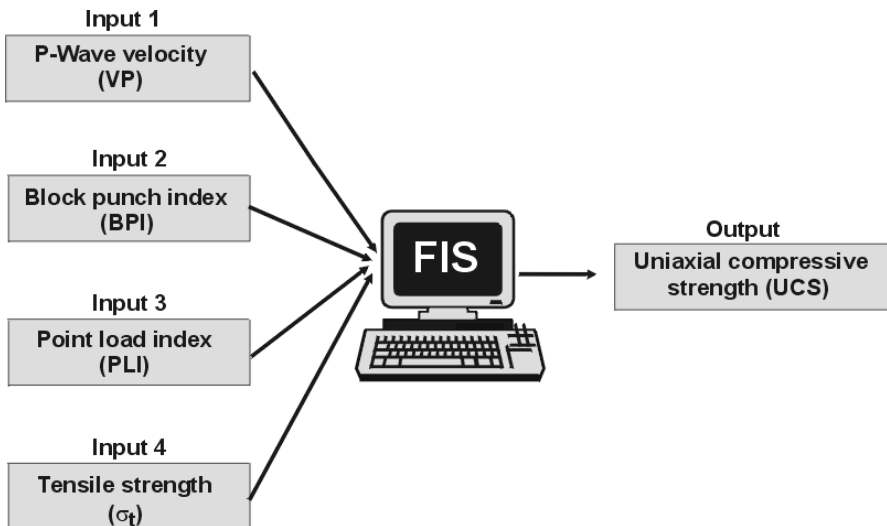 Input 1
P-Wave velocity
(VP)
Input 2
Block punch index
(BPI)
Input 3
Point load index
(PLI)
Input 4
Tensile strength
(σt)
FIS
Output
Uniaxial compressive
strength (UCS)